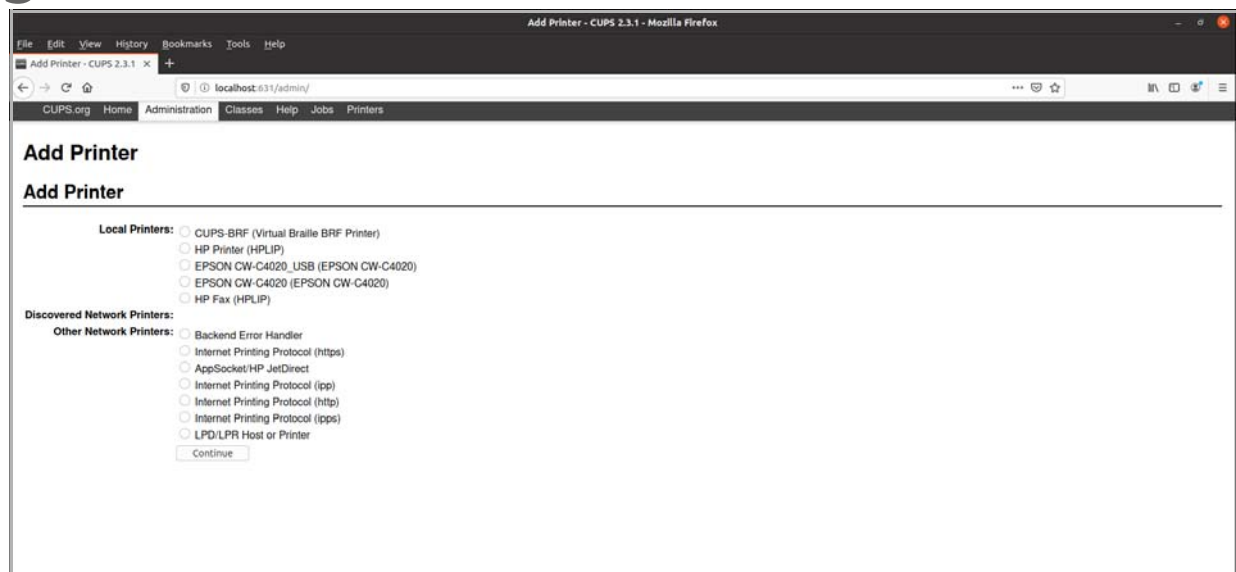 Add Printer - CUPS 2.3.1 - Mozilla Firefox
File Edit View History Bookmarks Tools Help
Add Printer - CUPS 2.3.1
localhost:631/admin/
CUPS.org Home Administration Classes Help Jobs Printers
Add Printer
Add Printer
Local Printers: CUPS-BRF (Virtual Braille BRF Printer)
HP Printer (HPLIP)
EPSON CW-C4020_USB (EPSON CW-C4020)
EPSON CW-C4020 (EPSON CW-C4020)
HP Fax (HPLIP)
Discovered Network Printers:
Other Network Printers: Backend Error Handler
Internet Printing Protocol (https)
AppSocket/HP JetDirect
Internet Printing Protocol (ipp)
Internet Printing Protocol (http)
Internet Printing Protocol (ipps)
LPD/LPR Host or Printer
Continue